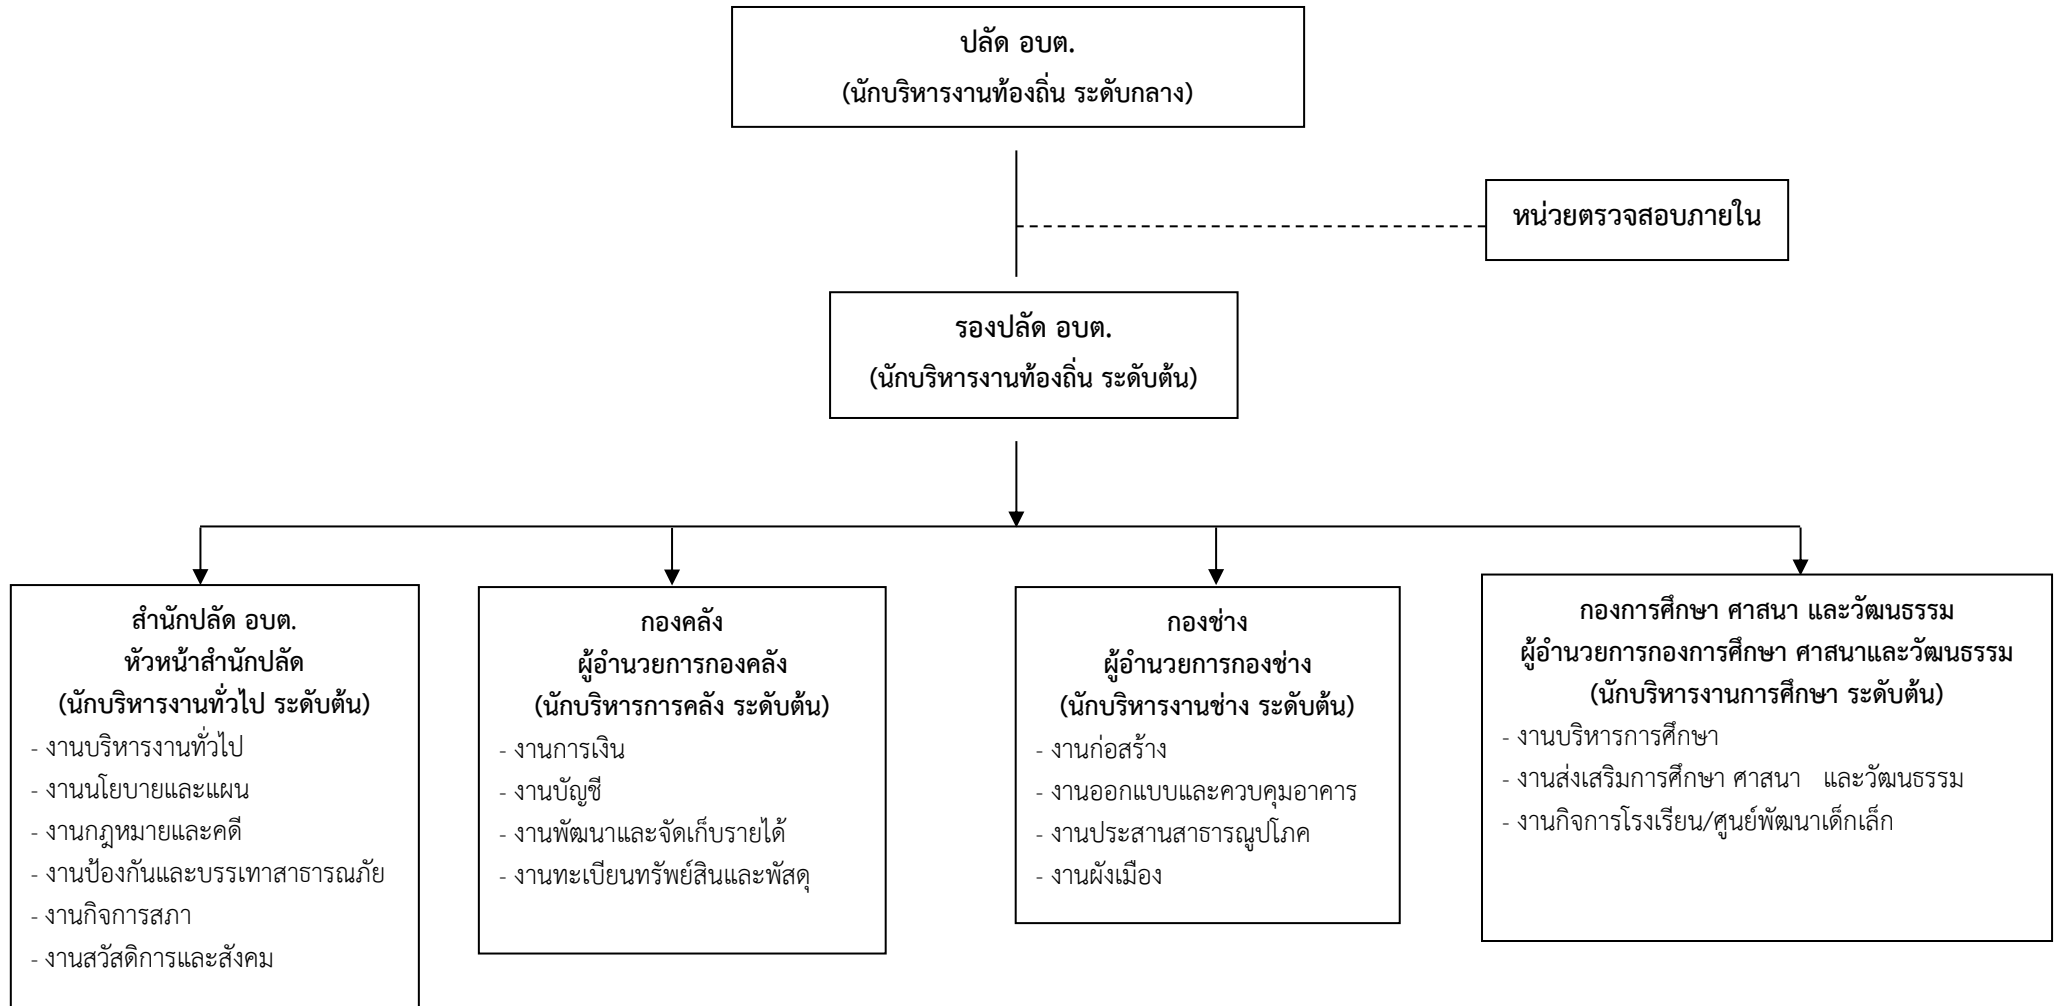 ปลัด อบต.
(นักบริหารงานท้องถิ่น ระดับกลาง)
หน่วยตรวจสอบภายใน
รองปลัด อบต.
(นักบริหารงานท้องถิ่น ระดับต้น)
สำนักปลัด อบต.
หัวหน้าสำนักปลัด
(นักบริหารงานทั่วไป ระดับต้น)
- งานบริหารงานทั่วไป
- งานนโยบายและแผน
- งานกฎหมายและคดี
- งานป้องกันและบรรเทาสาธารณภัย
- งานกิจการสภา
- งานสวัสดิการและสังคม
กองคลัง
ผู้อำนวยการกองคลัง
(นักบริหารการคลัง ระดับต้น)
- งานการเงิน
- งานบัญชี
- งานพัฒนาและจัดเก็บรายได้
- งานทะเบียนทรัพย์สินและพัสดุ
กองช่าง
ผู้อำนวยการกองช่าง
(นักบริหารงานช่าง ระดับต้น)
- งานก่อสร้าง
- งานออกแบบและควบคุมอาคาร
- งานประสานสาธารณูปโภค
- งานผังเมือง
กองการศึกษา ศาสนา และวัฒนธรรม
ผู้อำนวยการกองการศึกษา ศาสนาและวัฒนธรรม
(นักบริหารงานการศึกษา ระดับต้น)
- งานบริหารการศึกษา
- งานส่งเสริมการศึกษา ศาสนา และวัฒนธรรม
- งานกิจการโรงเรียน/ศูนย์พัฒนาเด็กเล็ก